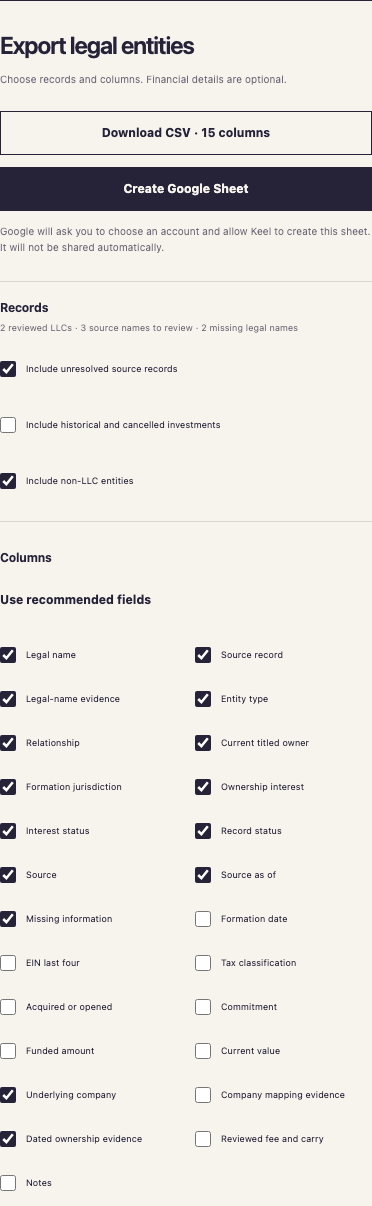 Export legal entities
Choose records and columns. Financial details are optional.
Download CSV · 15 columns
Create Google Sheet
Google will ask you to choose an account and allow Keel to create this sheet.
It will not be shared automatically.
Records
2 reviewed LLCs · 3 source names to review · 2 missing legal names
Include unresolved source records
Include historical and cancelled investments
Include non-LLC entities
Columns
Use recommended fields
Legal name
Source record
Legal-name evidence
Entity type
Relationship
Current titled owner
Formation jurisdiction
Ownership interest
Interest status
Record status
Source
Source as of
Missing information
Formation date
EIN last four
Tax classification
Acquired or opened
Commitment
Funded amount
Current value
Underlying company
Company mapping evidence
Dated ownership evidence
Reviewed fee and carry
Notes